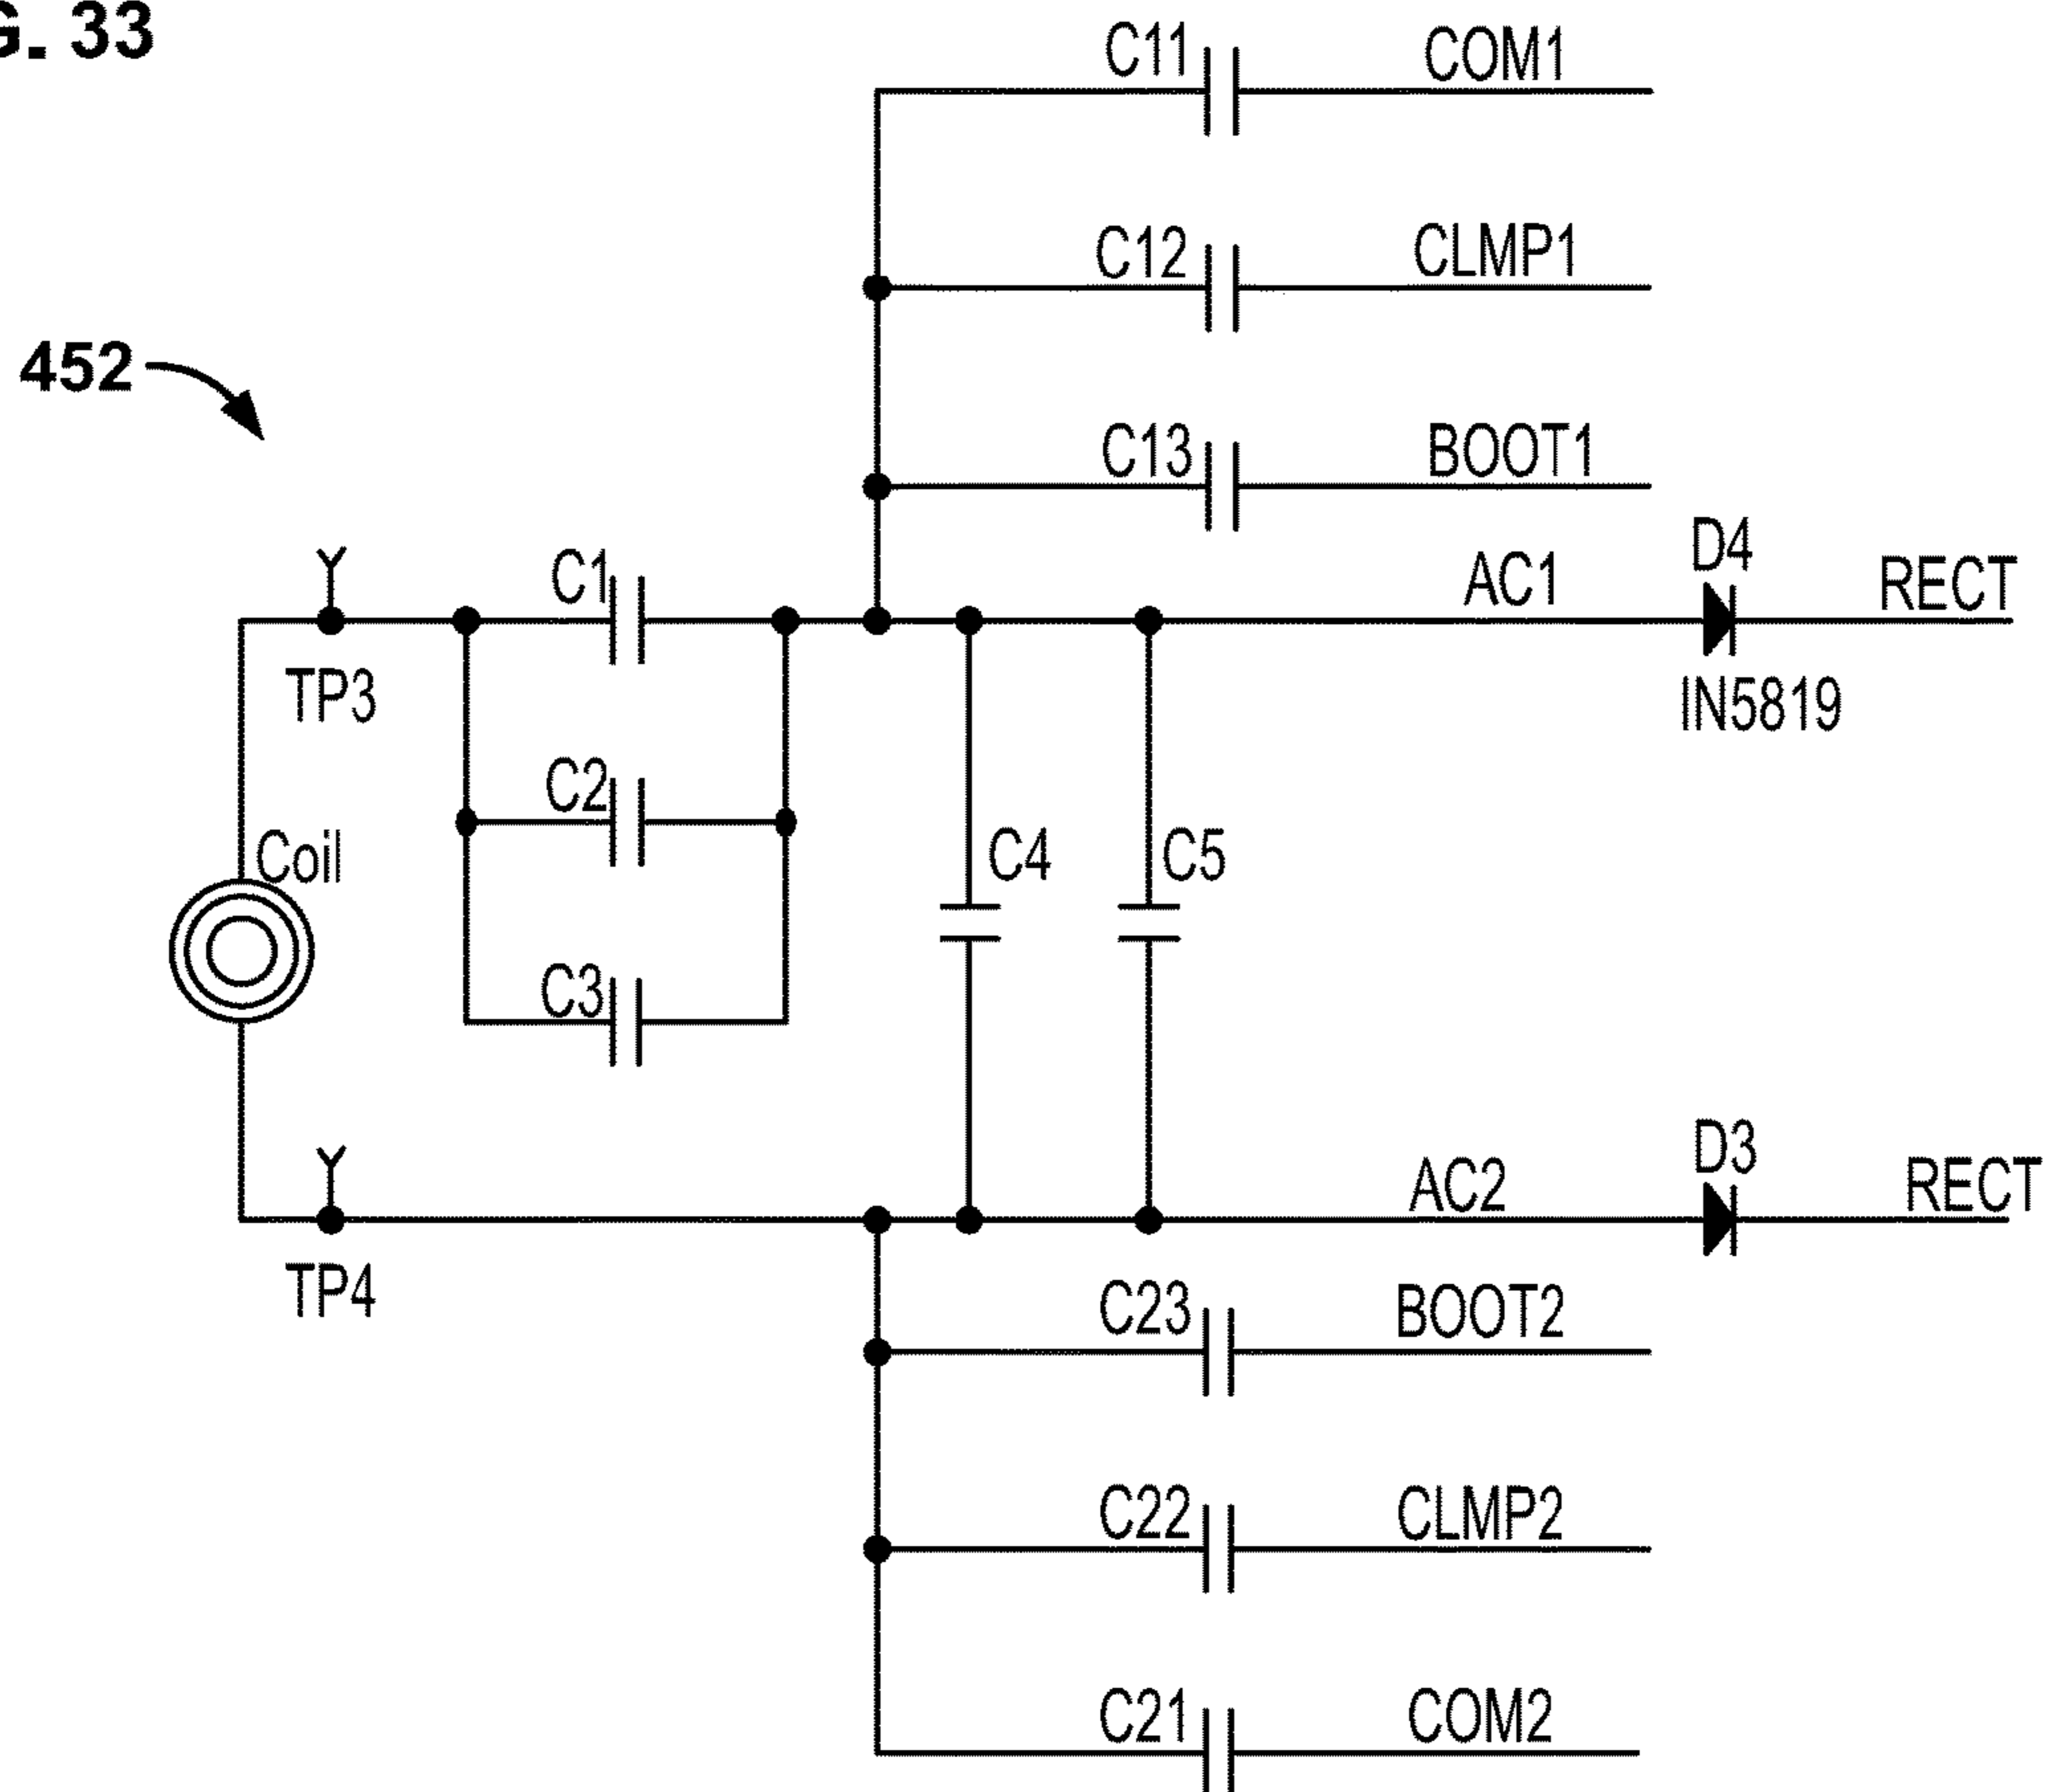 G. 33
C11
COM1
C12
CLMP1
452
C13
BOOT1
C1
AC1
D4
RECT
TP3
IN5819
C2
Coil
C4
C5
C3
AC2
D3
RECT
TP4
C23
BOOT2
C22
CLMP2
C21
COM2